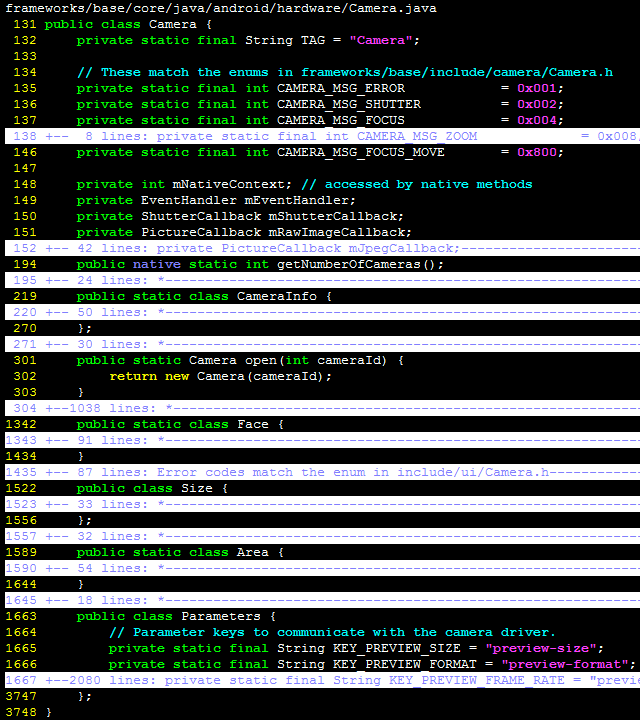 frameworks/base/core/java/android/hardware/Camera.java
131 public class Camera {
132     private static final String TAG = "Camera";
133
134     // These match the enums in frameworks/base/include/camera/Camera.h
135     private static final int CAMERA_MSG_ERROR            = 0x001;
136     private static final int CAMERA_MSG_SHUTTER          = 0x002;
137     private static final int CAMERA_MSG_FOCUS            = 0x004;
138 +--  8 lines: private static final int CAMERA_MSG_ZOOM             = 0x008,
146     private static final int CAMERA_MSG_FOCUS_MOVE       = 0x800;
147
148     private int mNativeContext; // accessed by native methods
149     private EventHandler mEventHandler;
150     private ShutterCallback mShutterCallback;
151     private PictureCallback mRawImageCallback;
152 +-- 42 lines: private PictureCallback mJpegCallback;-----------------------
194     public native static int getNumberOfCameras();
195 +-- 24 lines: *------------------------------------------------------------
219     public static class CameraInfo {
220 +-- 50 lines: *------------------------------------------------------------
270     };
271 +-- 30 lines: *------------------------------------------------------------
301     public static Camera open(int cameraId) {
302         return new Camera(cameraId);
303     }
304 +--1038 lines: *-----------------------------------------------------------
1342     public static class Face {
1343 +-- 91 lines: *-----------------------------------------------------------
1434     }
1435 +-- 87 lines: Error codes match the enum in include/ui/Camera.h-----------
1522     public class Size {
1523 +-- 33 lines: *-----------------------------------------------------------
1556     };
1557 +-- 32 lines: *-----------------------------------------------------------
1589     public static class Area {
1590 +-- 54 lines: *-----------------------------------------------------------
1644     }
1645 +-- 18 lines: *-----------------------------------------------------------
1663     public class Parameters {
1664         // Parameter keys to communicate with the camera driver.
1665         private static final String KEY_PREVIEW_SIZE = "preview-size";
1666         private static final String KEY_PREVIEW_FORMAT = "preview-format";
1667 +--2080 lines: private static final String KEY_PREVIEW_FRAME_RATE = "previe
3747     };
3748 }